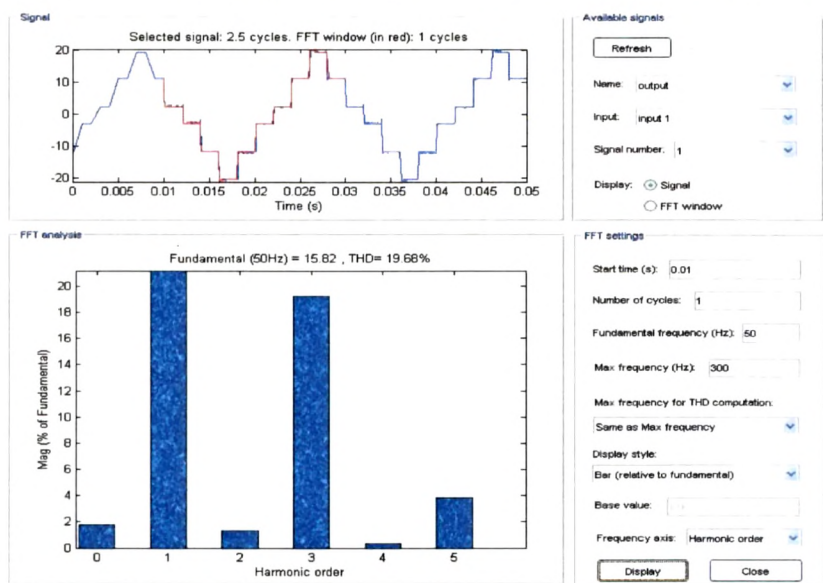 Signal
Selected signal: 2.5 cycles. FFT window (in red): 1 cycles
20
10
0
-10
-20
0 0.005 0.01 0.015 0.02 0.025 0.03 0.035 0.04 0.045 0.05
Time (s)
Available signals
Refresh
Name: output
Input: input 1
Signal number: 1
Display: Signal
FFT window
FFT analysis
Fundamental (50Hz) = 15.82 , THD= 19.68%
20
18
16
14
12
10
8
6
4
2
0
Mag (% of Fundamental)
0 1 2 3 4 5
Harmonic order
FFT settings
Start time (s): 0.01
Number of cycles: 1
Fundamental frequency (Hz): 50
Max frequency (Hz): 300
Max frequency for THD computation:
Same as Max frequency
Display style:
Bar (relative to fundamental)
Base value:
Frequency axis: Harmonic order
Display Close